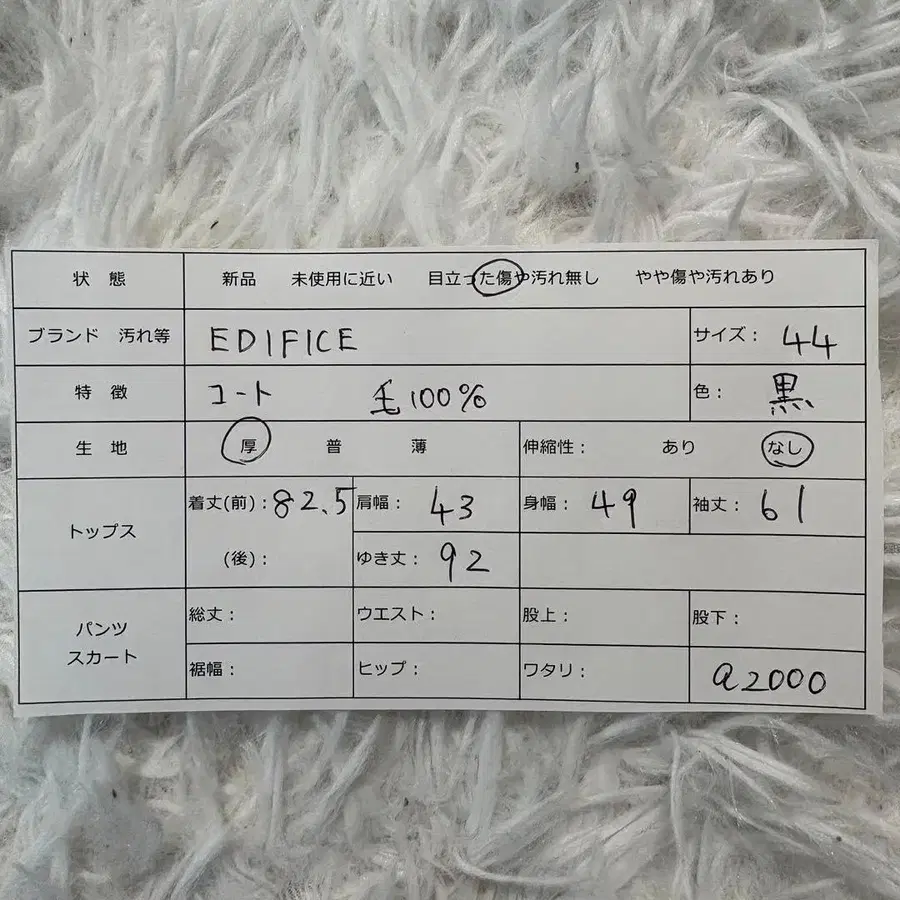 状 態 新品 未使用に近い 目立った傷や汚れ無し やや傷や汚れあり
ブランド 汚れ等 EDIFICE サイズ: 44
特 徴 コート 毛100% 色: 黒
生 地 厚 普 薄 伸縮性: あり なし
トップス 着丈(前):82.5 肩幅: 43 身幅: 49 袖丈: 61
(後): ゆき丈: 92
パンツ 総丈: ウエスト: 股上: 股下:
スカート 裾幅: ヒップ: ワタリ: a2000